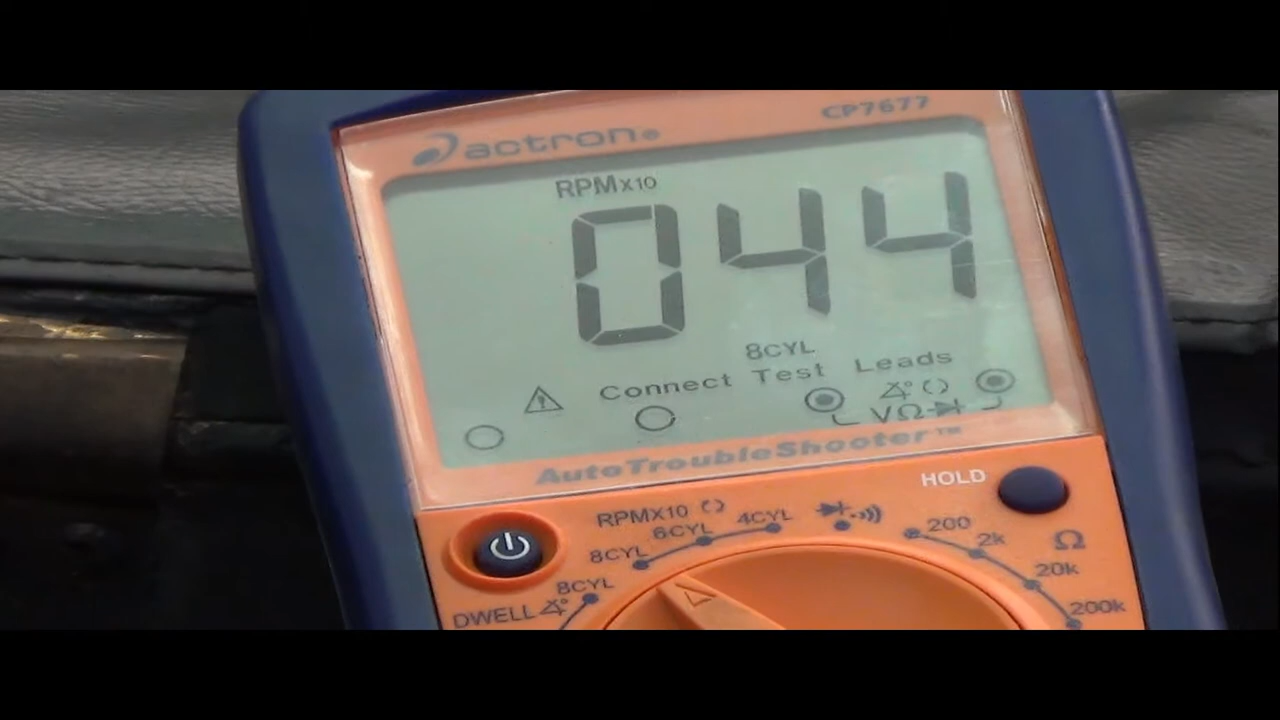 actron® CP7677
RPMx10
044
8CYL
Connect Test Leads
VΩ
AutoTroubleShooter™
HOLD
RPMX10
8CYL 6CYL 4CYL
200
2k
Ω
20k
200k
8CYL
DWELL